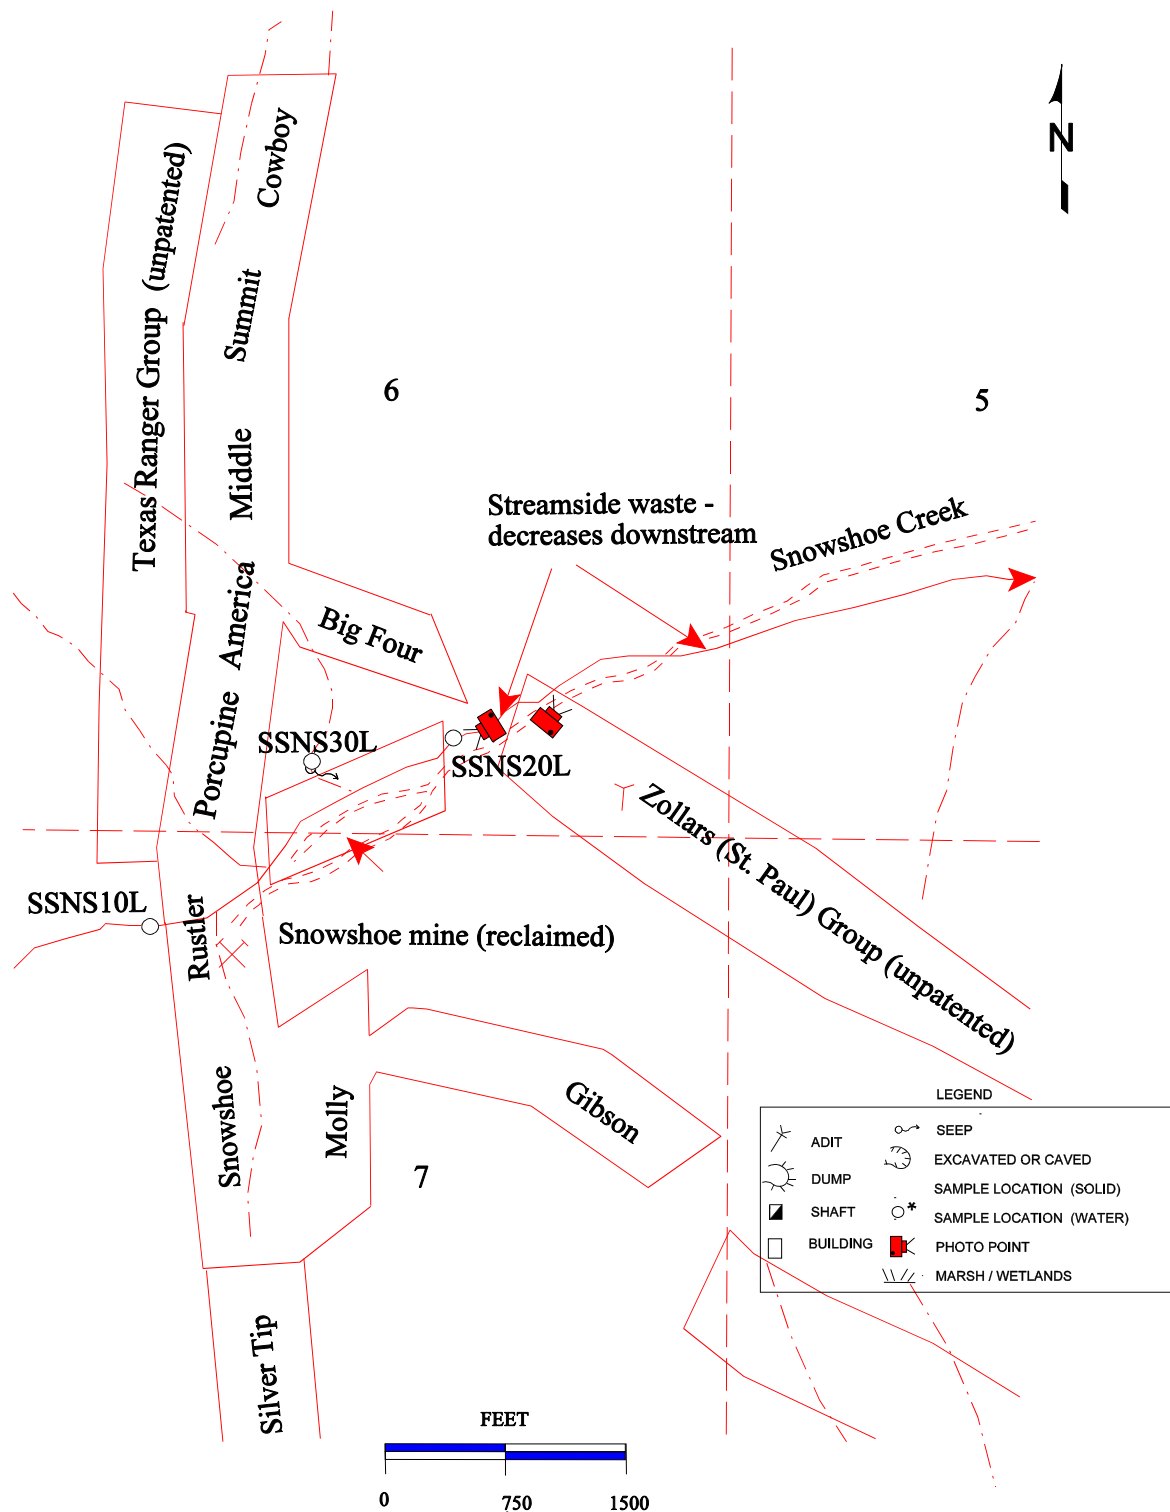 N
Cowboy
Texas Ranger Group (unpatented)
Summit
6
5
Middle
Streamside waste -
decreases downstream
Snowshoe Creek
America
Big Four
Porcupine
SSNS30L
SSNS20L
Zollars (St. Paul) Group (unpatented)
SSNS10L
Rustler
Snowshoe mine (reclaimed)
Snowshoe
Molly
Gibson
7
LEGEND
ADIT
SEEP
DUMP
EXCAVATED OR CAVED
SAMPLE LOCATION (SOLID)
SHAFT
* SAMPLE LOCATION (WATER)
BUILDING
PHOTO POINT
MARSH / WETLANDS
Silver Tip
FEET
0 750 1500